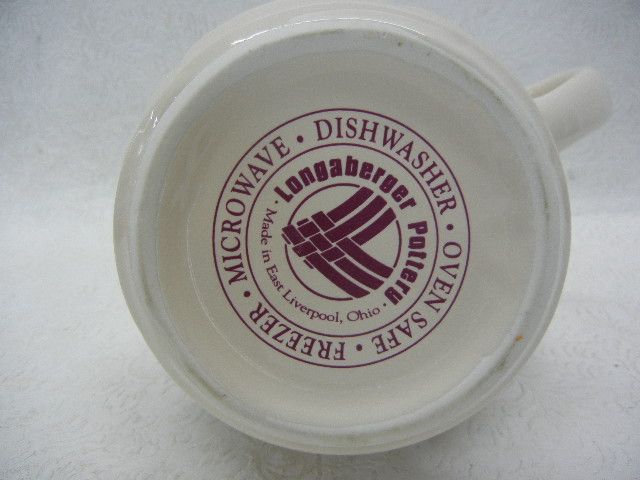 MICROWAVE • DISHWASHER • OVEN SAFE • FREEZER •
Longaberger Pottery
• Made in East Liverpool, Ohio •